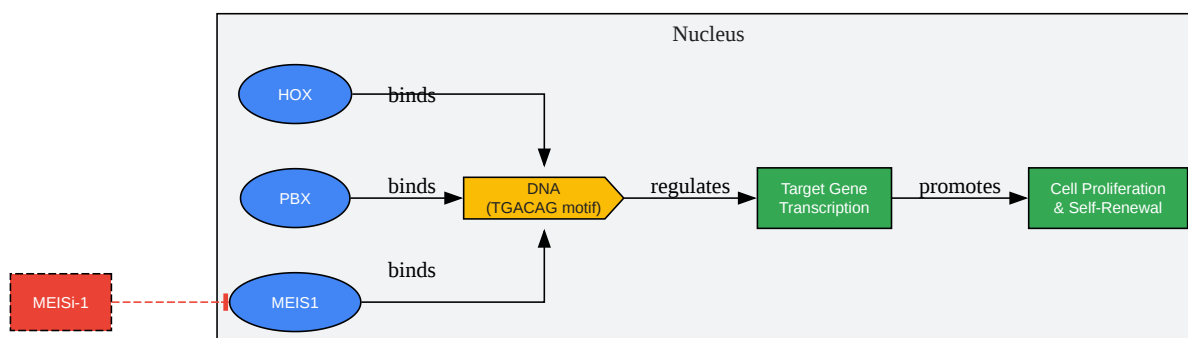 Nucleus
HOX
binds
PBX
binds
DNA
(TGACAG motif)
regulates
Target Gene
Transcription
promotes
Cell Proliferation
& Self-Renewal
binds
MEISi-1
MEIS1